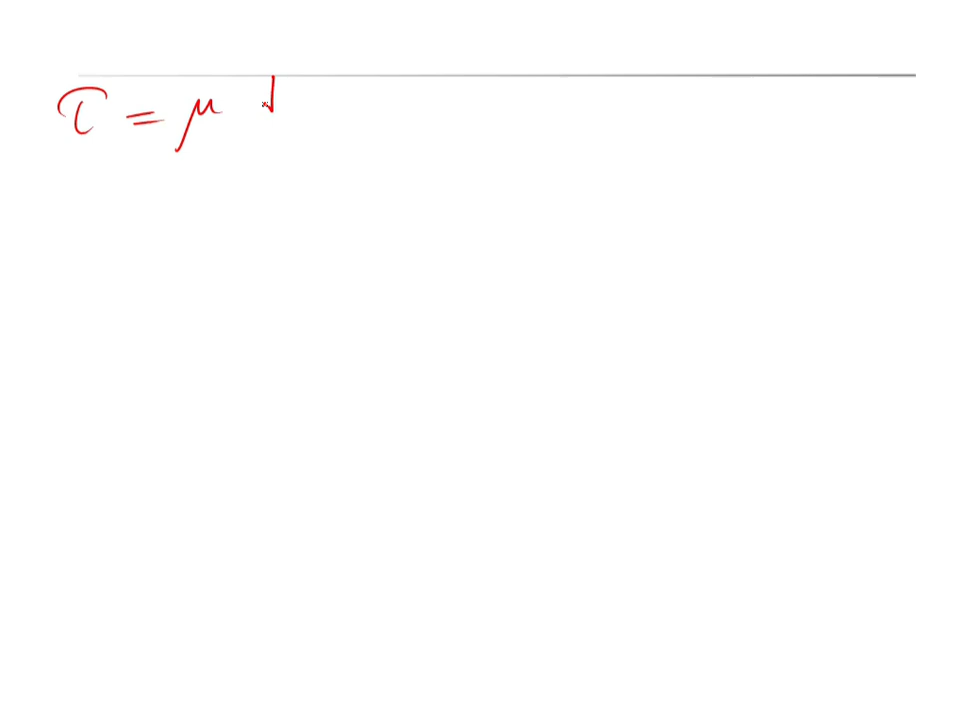 τ = μ